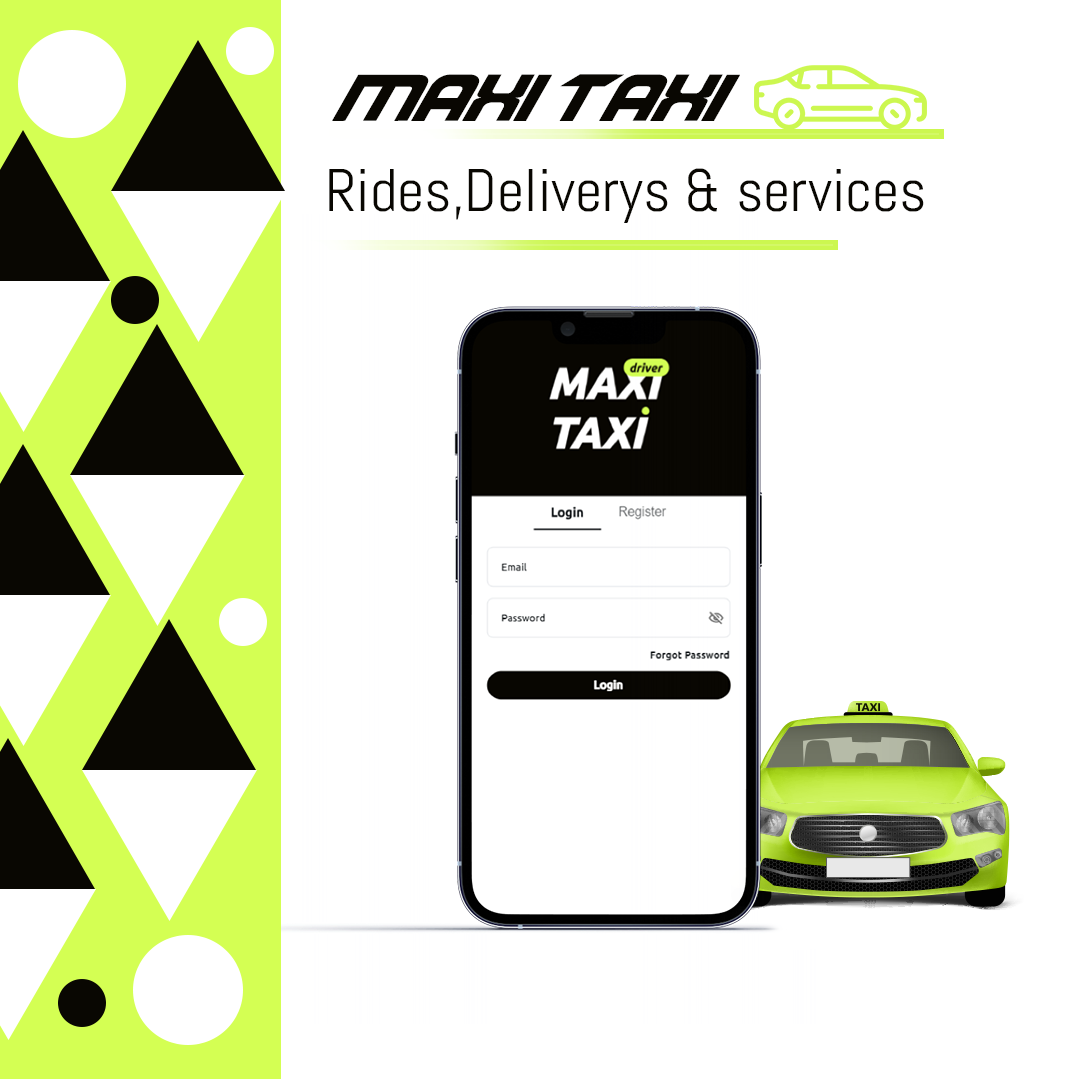 MAXI TAXI
Rides,Deliverys & services
driver
MAXI
TAXI
Login Register
Email
Password
Forgot Password
Login
TAXI